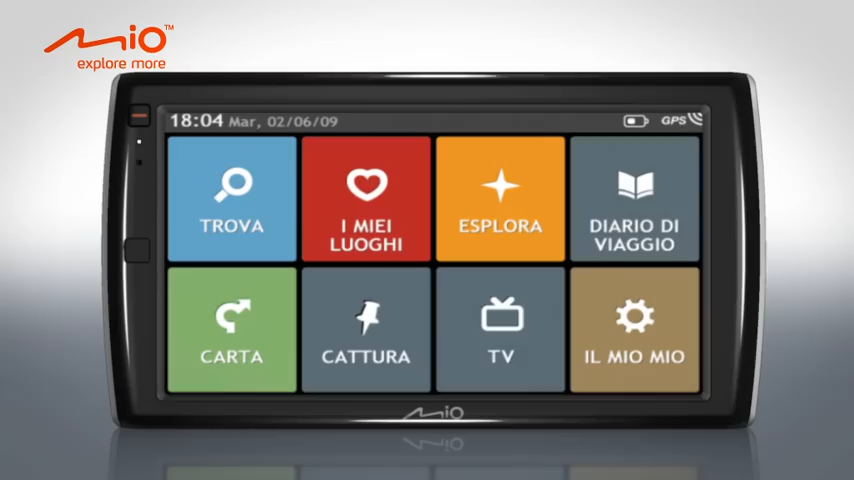 MiO™
explore more
18:04 Mar, 02/06/09
GPS
TROVA
I MIEI
LUOGHI
ESPLORA
DIARIO DI
VIAGGIO
CARTA
CATTURA
TV
IL MIO MIO
MiO